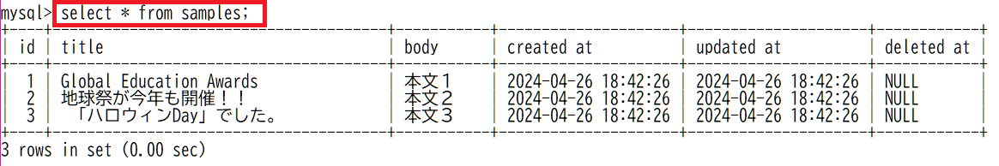 mysql> select * from samples;
| id | title | body | created at | updated at | deleted at |
| 1 | Global Education Awards | 本文１ | 2024-04-26 18:42:26 | 2024-04-26 18:42:26 | NULL |
| 2 | 地球祭が今年も開催！！ | 本文２ | 2024-04-26 18:42:26 | 2024-04-26 18:42:26 | NULL |
| 3 | 「ハロウィンDay」でした。 | 本文３ | 2024-04-26 18:42:26 | 2024-04-26 18:42:26 | NULL |
3 rows in set (0.00 sec)